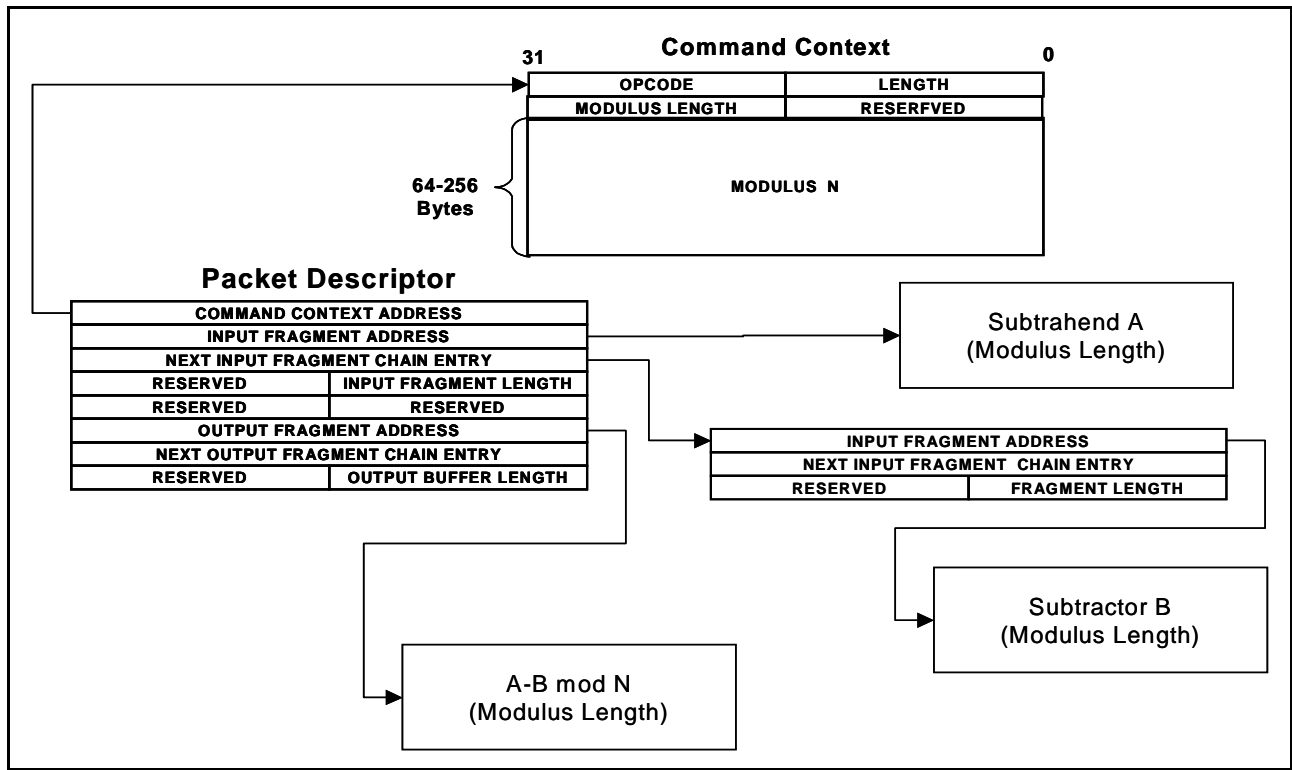 Command Context
31
0
OPCODE LENGTH
MODULUS LENGTH RESERFVED
64-256
Bytes
MODULUS N
Packet Descriptor
COMMAND CONTEXT ADDRESS
INPUT FRAGMENT ADDRESS
NEXT INPUT FRAGMENT CHAIN ENTRY
RESERVED INPUT FRAGMENT LENGTH
RESERVED RESERVED
OUTPUT FRAGMENT ADDRESS
NEXT OUTPUT FRAGMENT CHAIN ENTRY
RESERVED OUTPUT BUFFER LENGTH
Subtrahend A
(Modulus Length)
INPUT FRAGMENT ADDRESS
NEXT INPUT FRAGMENT CHAIN ENTRY
RESERVED FRAGMENT LENGTH
Subtractor B
(Modulus Length)
A-B mod N
(Modulus Length)